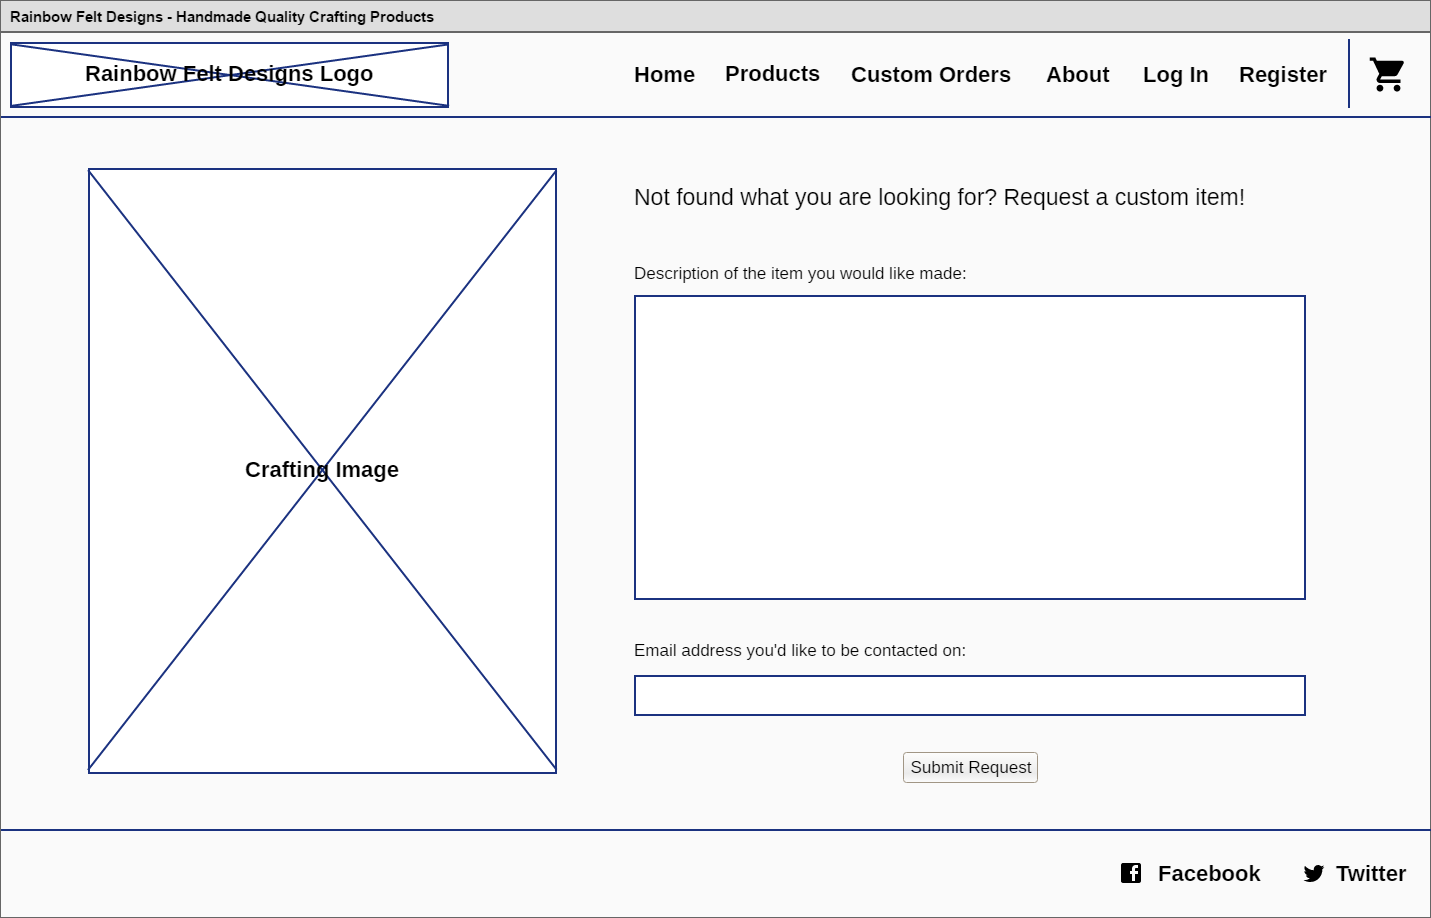 Rainbow Felt Designs - Handmade Quality Crafting Products
Rainbow Felt Designs Logo
Home Products Custom Orders About Log In Register
Not found what you are looking for? Request a custom item!
Description of the item you would like made:
Crafting Image
Email address you'd like to be contacted on:
Submit Request
Facebook Twitter